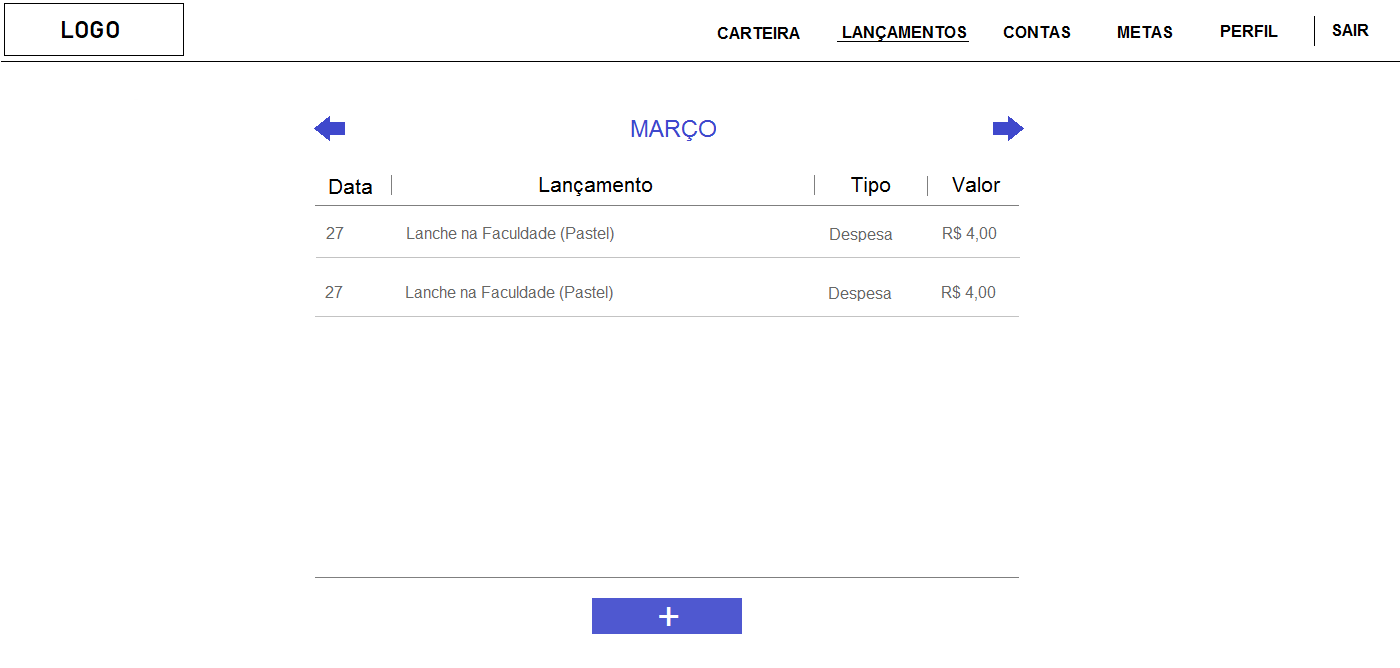 LOGO CARTEIRA LANÇAMENTOS CONTAS METAS PERFIL SAIR
MARÇO
Data Lançamento Tipo Valor
27 Lanche na Faculdade (Pastel) Despesa R$ 4,00
27 Lanche na Faculdade (Pastel) Despesa R$ 4,00
+